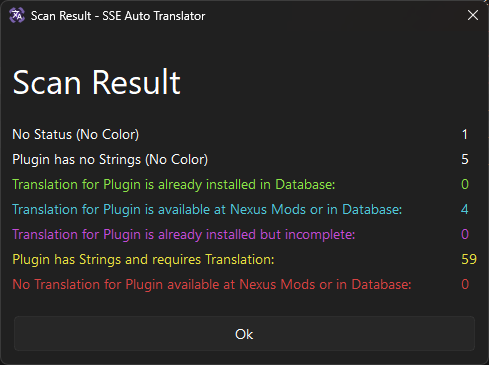 Scan Result - SSE Auto Translator
Scan Result
No Status (No Color) 1
Plugin has no Strings (No Color) 5
Translation for Plugin is already installed in Database: 0
Translation for Plugin is available at Nexus Mods or in Database: 4
Translation for Plugin is already installed but incomplete: 0
Plugin has Strings and requires Translation: 59
No Translation for Plugin available at Nexus Mods or in Database: 0
Ok